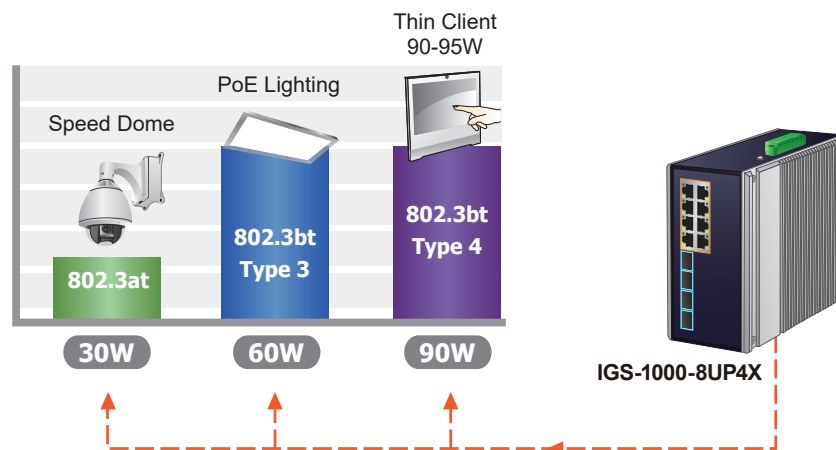 Thin Client
90-95W
PoE Lighting
Speed Dome
802.3at
802.3bt
Type 3
802.3bt
Type 4
30W
60W
90W
IGS-1000-8UP4X